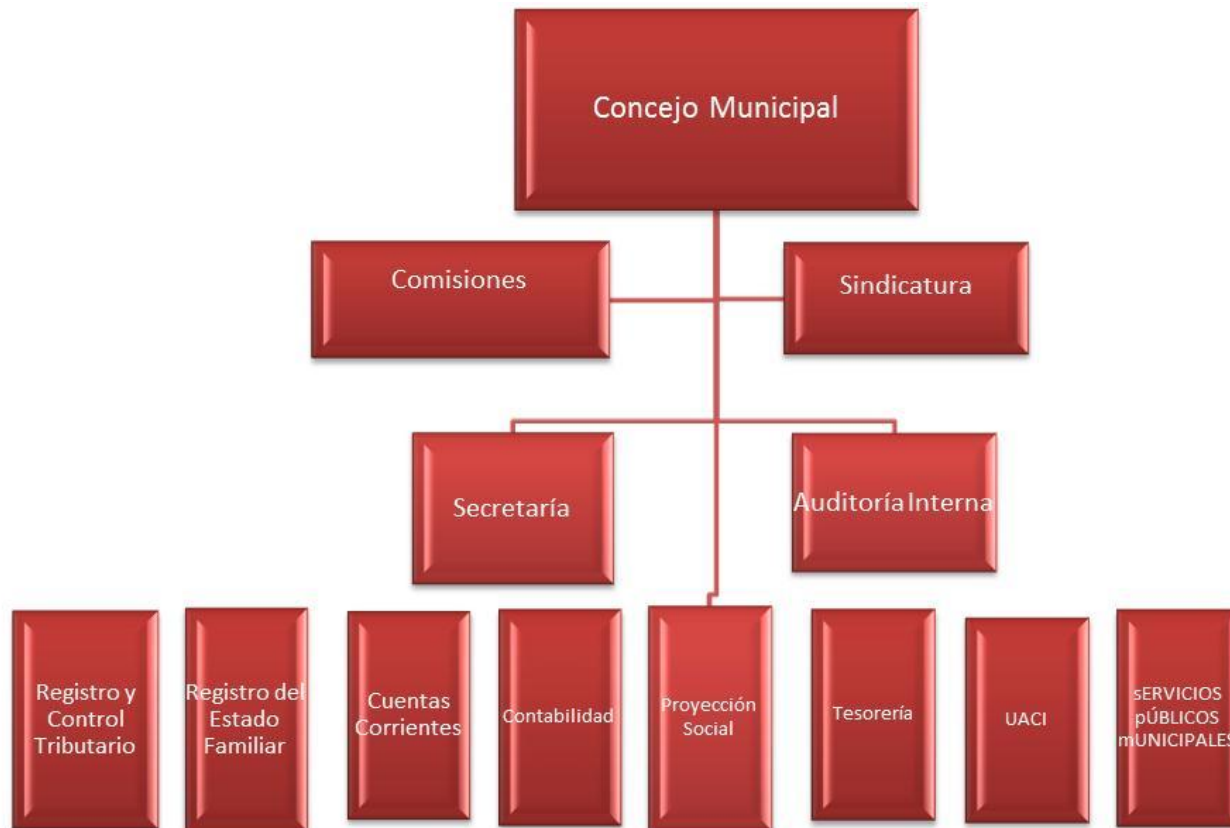 Concejo Municipal
Comisiones
Sindicatura
Secretaría
Auditoría Interna
Registro y
Control
Tributario
Registro del
Estado
Familiar
Cuentas
Corrientes
Contabilidad
Proyección
Social
Tesorería
UACI
sERVICIOS
pÚBLICOS
mUNICIPALES